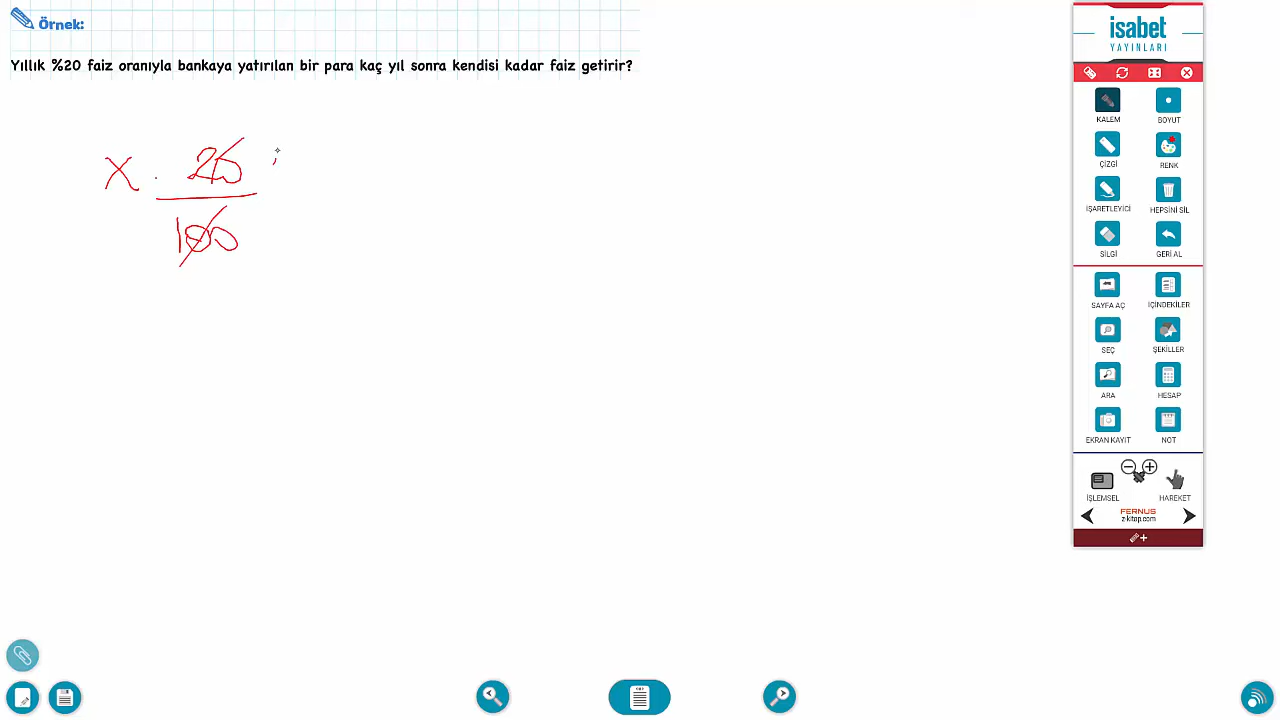 Örnek:
Yıllık %20 faiz oranıyla bankaya yatırılan bir para kaç yıl sonra kendisi kadar faiz getirir?
X . 20
100
isabet
YAYINLARI
KALEM
BOYUT
ÇİZGİ
RENK
İŞARETLEYİCİ
HEPSİNİ SİL
SİLGİ
GERİ AL
SAYFA AÇ
İÇİNDEKİLER
SEÇ
ŞEKİLLER
ARA
HESAP
EKRAN KAYIT
NOT
İŞLEMSEL
HAREKET
FERNUS
z-kitap.com